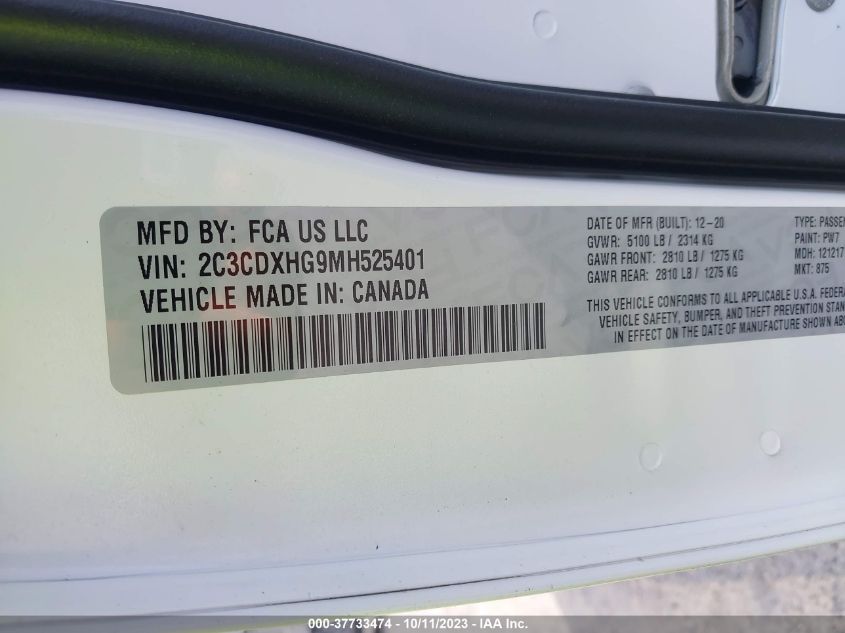 MFD BY: FCA US LLC
VIN: 2C3CDXHG9MH525401
VEHICLE MADE IN: CANADA
DATE OF MFR (BUILT): 12-20
GVWR: 5100 LB / 2314 KG
GAWR FRONT: 2810 LB / 1275 KG
GAWR REAR: 2810 LB / 1275 KG
TYPE: PASSEN
PAINT: PW7
MDH: 121217
MKT: 875
THIS VEHICLE CONFORMS TO ALL APPLICABLE U.S.A. FEDERA
VEHICLE SAFETY, BUMPER, AND THEFT PREVENTION STAN
IN EFFECT ON THE DATE OF MANUFACTURE SHOWN ABO
000-37733474 - 10/11/2023 - IAA Inc.